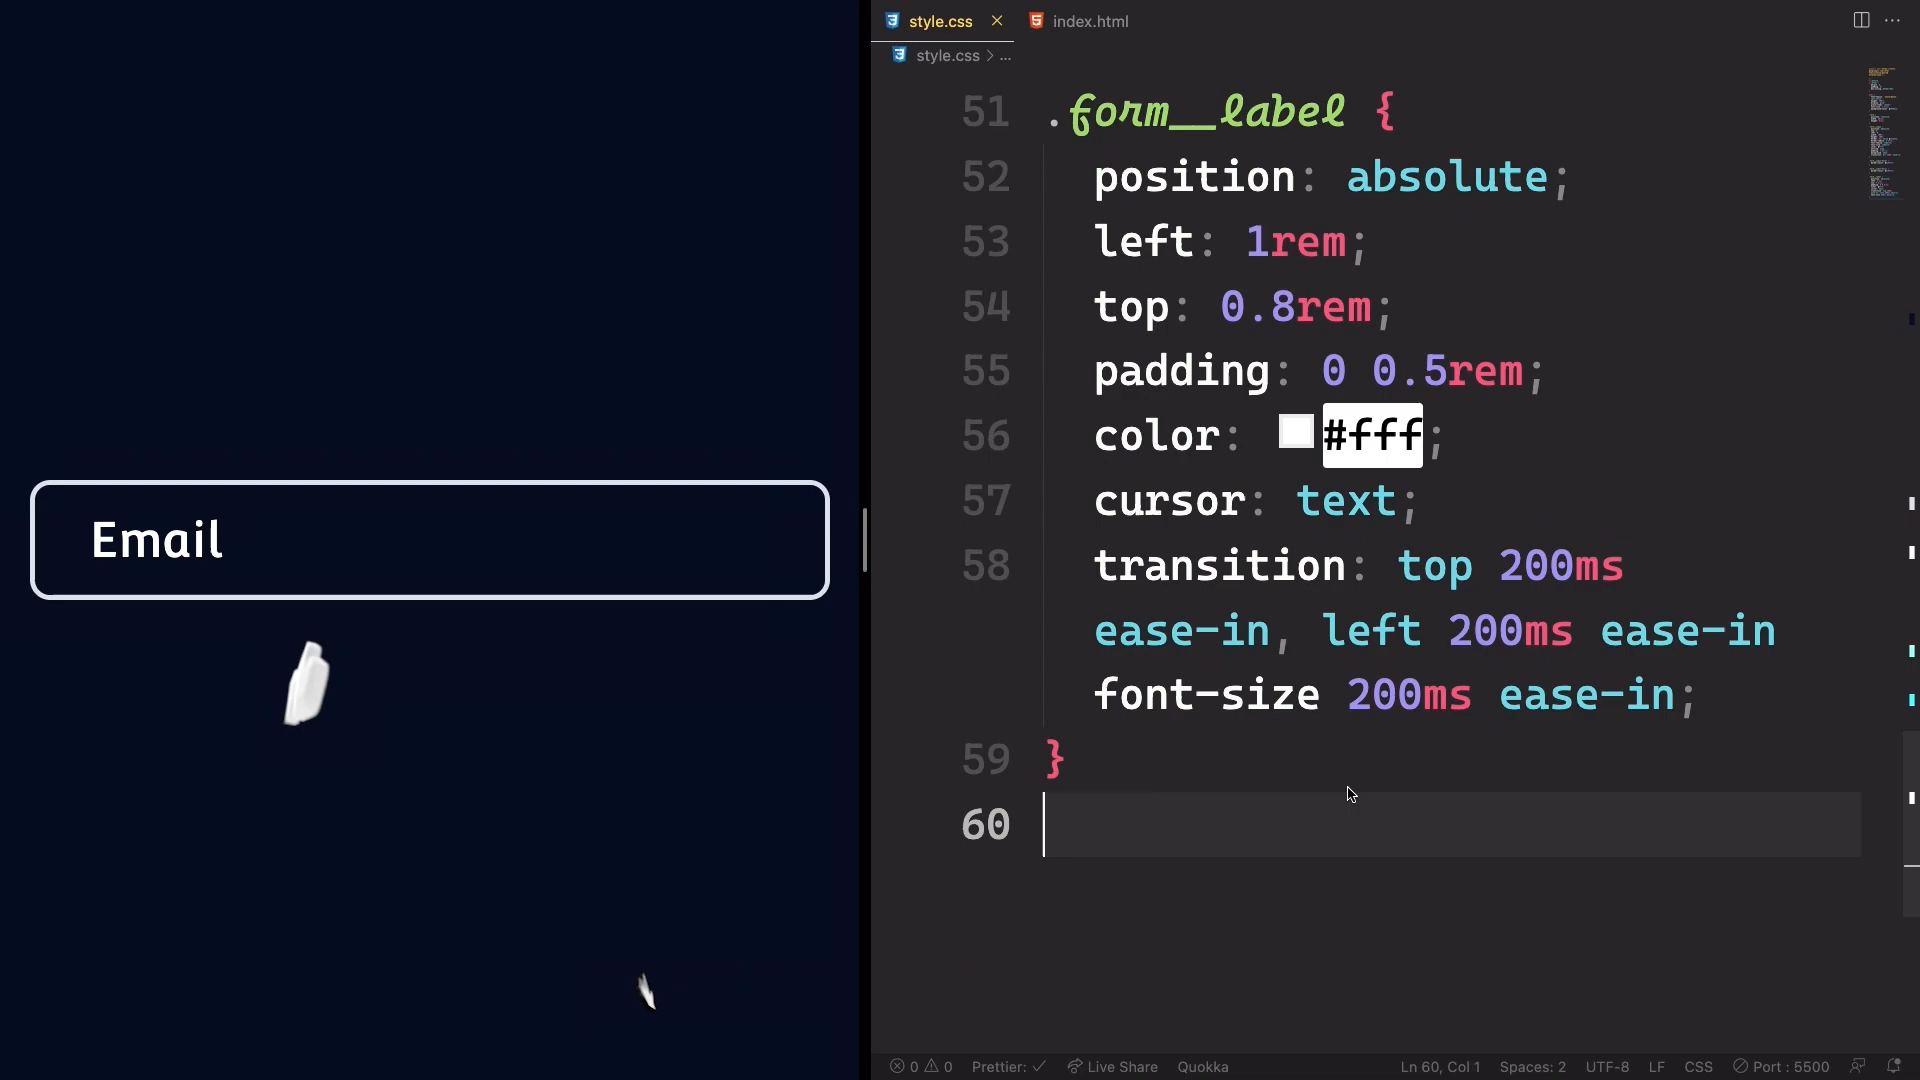 style.css
index.html
style.css > ...
51 .form__label {
52 position: absolute;
53 left: 1rem;
54 top: 0.8rem;
55 padding: 0 0.5rem;
56 color: #fff;
57 cursor: text;
58 transition: top 200ms
ease-in, left 200ms ease-in
font-size 200ms ease-in;
59 }
60
Email
0 0 Prettier: ✓ Live Share Quokka Ln 60, Col 1 Spaces: 2 UTF-8 LF CSS Port : 5500